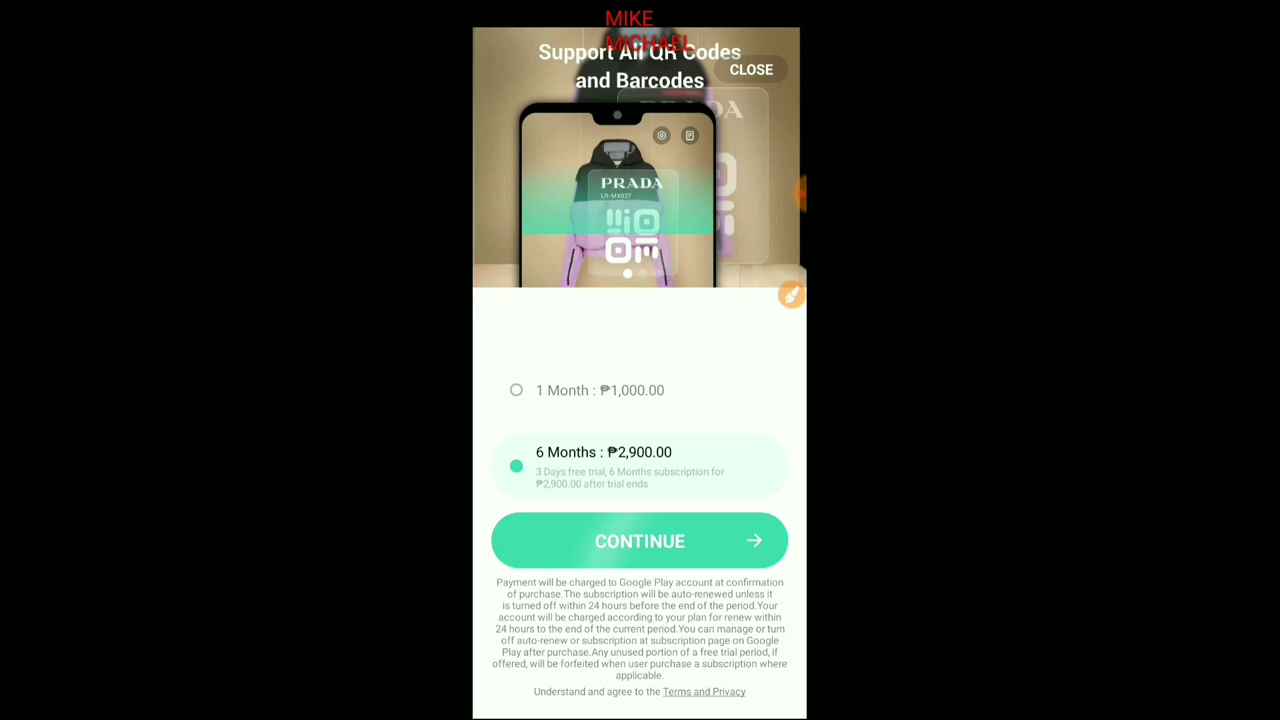 MIKE
MICHAEL
Support All QR Codes
and Barcodes
CLOSE
PRADA
LR-MX027
1 Month : ₱1,000.00
6 Months : ₱2,900.00
3 Days free trial, 6 Months subscription for
₱2,900.00 after trial ends
CONTINUE
Payment will be charged to Google Play account at confirmation
of purchase.The subscription will be auto-renewed unless it
is turned off within 24 hours before the end of the period.Your
account will be charged according to your plan for renew within
24 hours to the end of the current period.You can manage or turn
off auto-renew or subscription at subscription page on Google
Play after purchase.Any unused portion of a free trial period, if
offered, will be forfeited when user purchase a subscription where
applicable.
Understand and agree to the Terms and Privacy